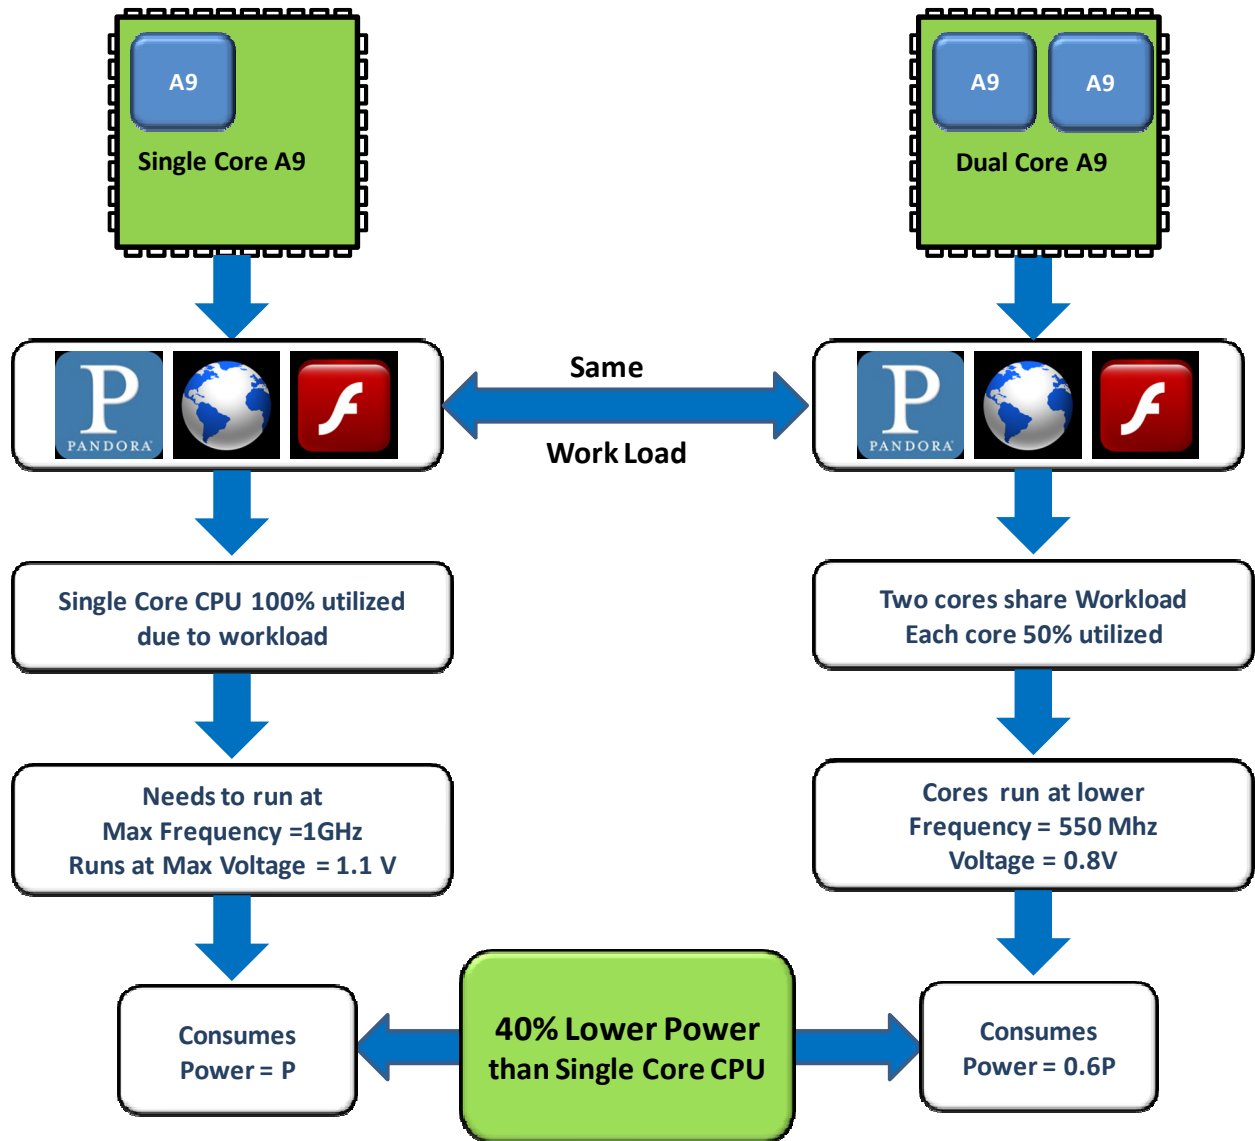 A9
Single Core A9
A9
A9
Dual Core A9
P
PANDORA
Same
Work Load
P
PANDORA
Single Core CPU 100% utilized
due to workload
Two cores share Workload
Each core 50% utilized
Needs to run at
Max Frequency =1GHz
Runs at Max Voltage = 1.1 V
Cores run at lower
Frequency = 550 Mhz
Voltage = 0.8V
Consumes
Power = P
40% Lower Power
than Single Core CPU
Consumes
Power = 0.6P